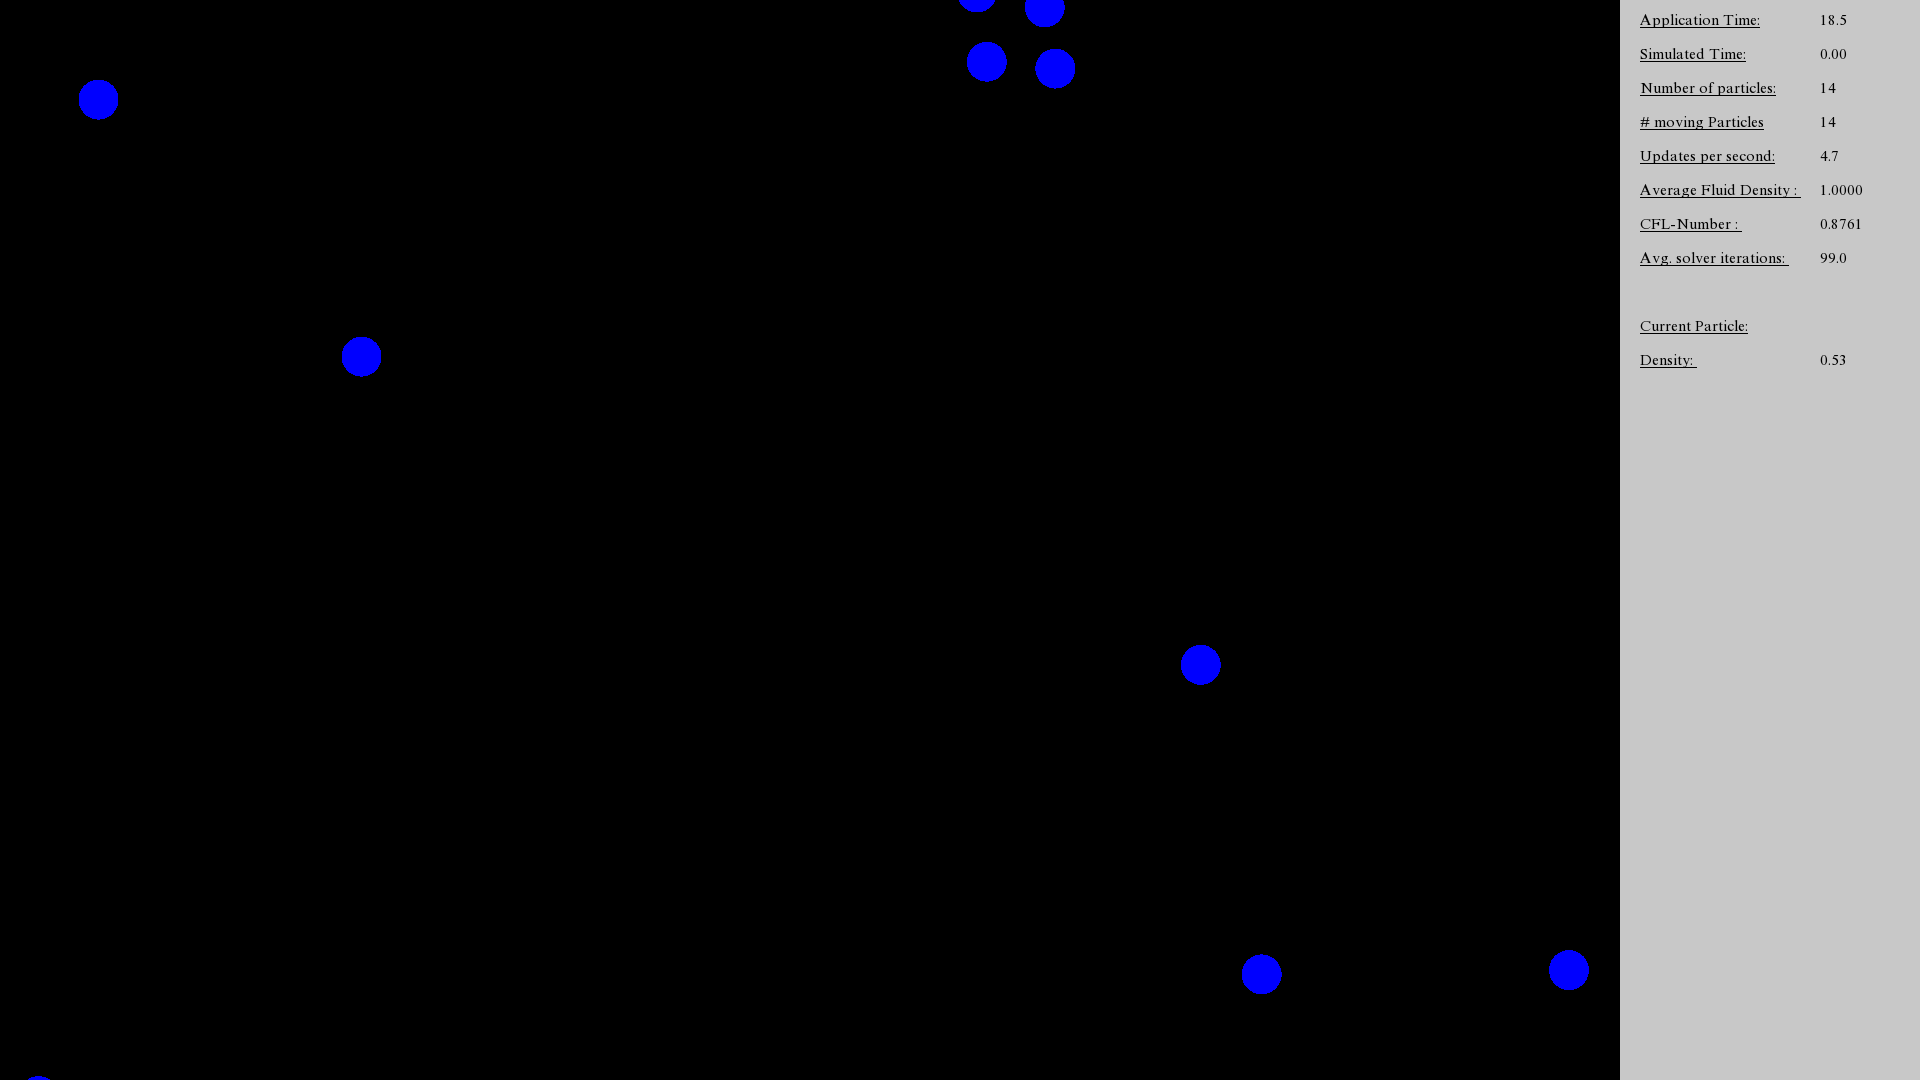 Application Time: 18.5
Simulated Time: 0.00
Number of particles: 14
# moving Particles 14
Updates per second: 4.7
Average Fluid Density : 1.0000
CFL-Number : 0.8761
Avg. solver iterations: 99.0
Current Particle:
Density: 0.53